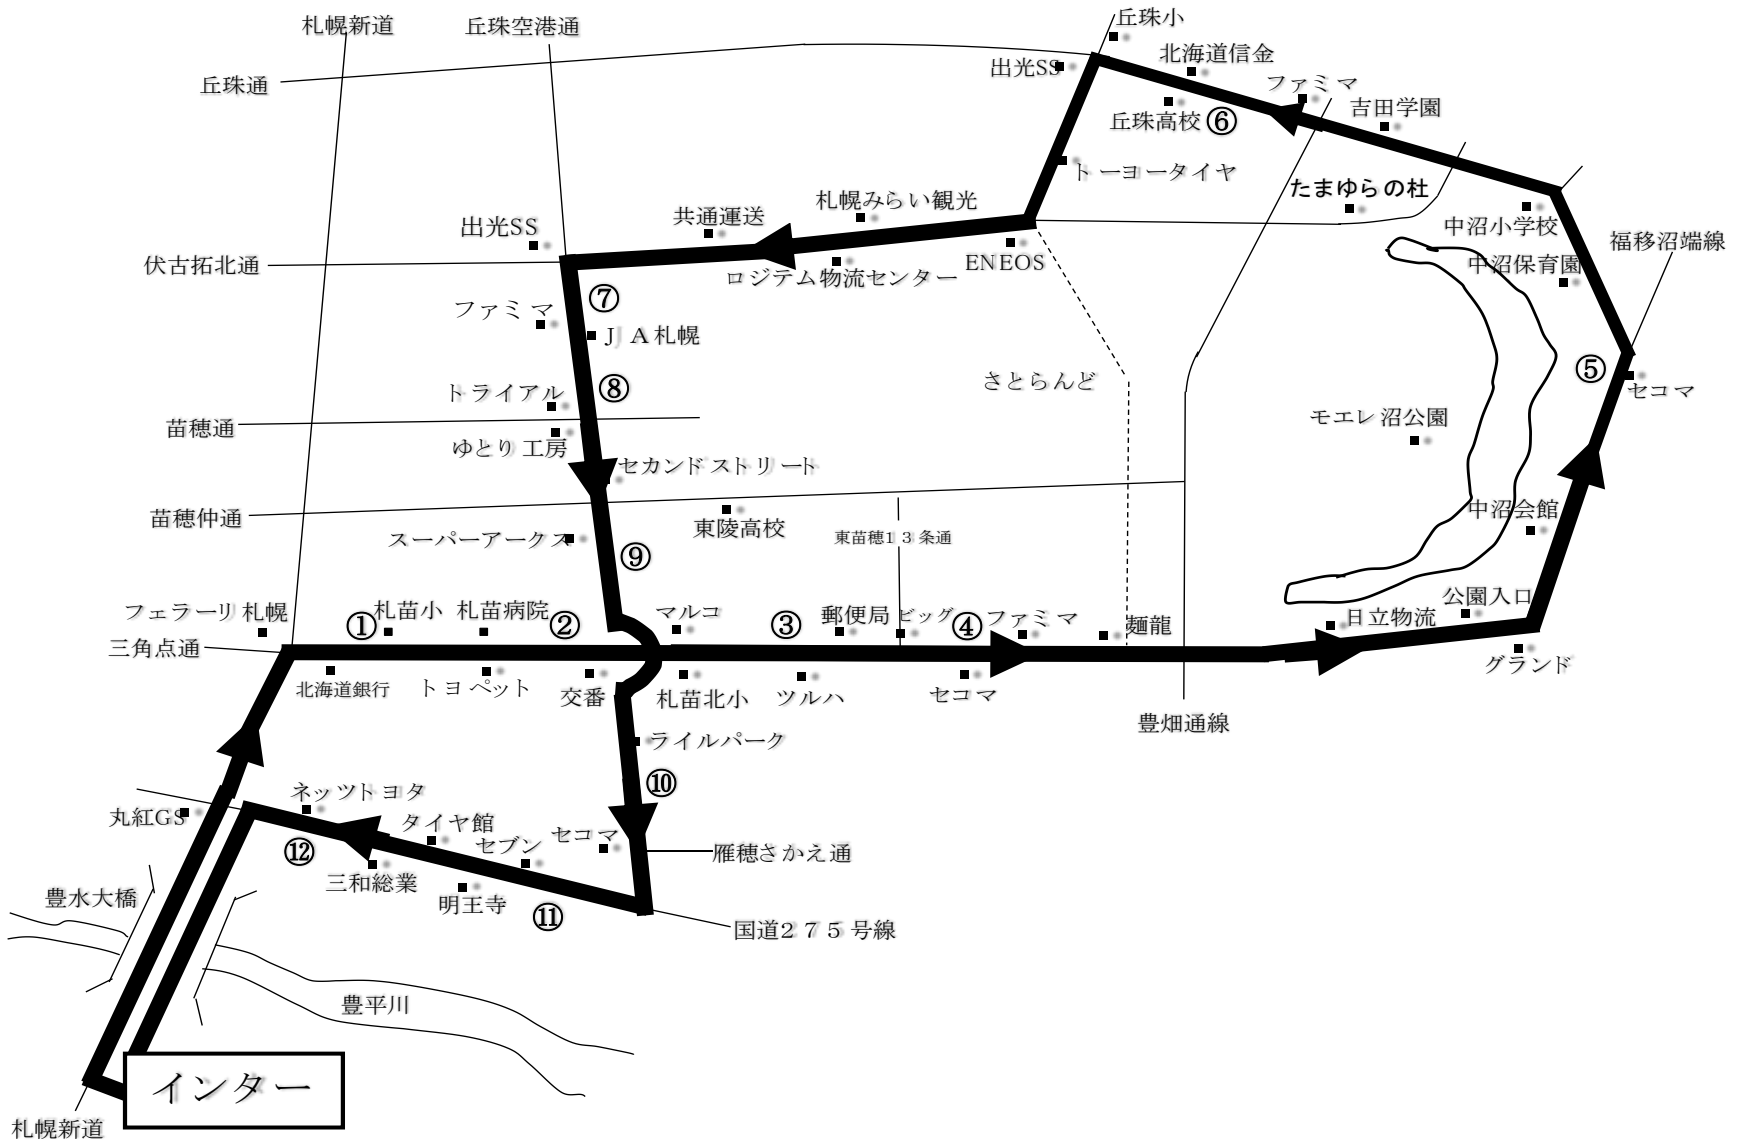 札幌新道
丘珠空港通
丘珠小
北海道信金
出光SS
丘珠通
ファミマ
吉田学園
丘珠高校
⑥
トーヨータイヤ
たまゆらの杜
札幌みらい観光
共通運送
出光SS
中沼小学校
福移沼端線
伏古拓北通
ロジテム物流センター
ENEOS
中沼保育園
ファミマ
⑦
JA札幌
⑤
セコマ
さとらんど
トライアル
⑧
モエレ沼公園
苗穂通
ゆとり工房
セカンドストリート
苗穂仲通
東陵高校
中沼会館
スーパーアークス
東苗穂13条通
⑨
フェラーリ札幌
①
札苗小
札苗病院
②
マルコ
③
郵便局
ビッグ
④
ファミマ
麺龍
日立物流
公園入口
三角点通
グランド
北海道銀行
トヨペット
交番
札苗北小
ツルハ
セコマ
豊畑通線
ライルパーク
⑩
ネッツトヨタ
丸紅GS
タイヤ館
セブン
セコマ
⑫
雁穂さかえ通
三和総業
明王寺
⑪
豊水大橋
国道275号線
豊平川
インター
札幌新道